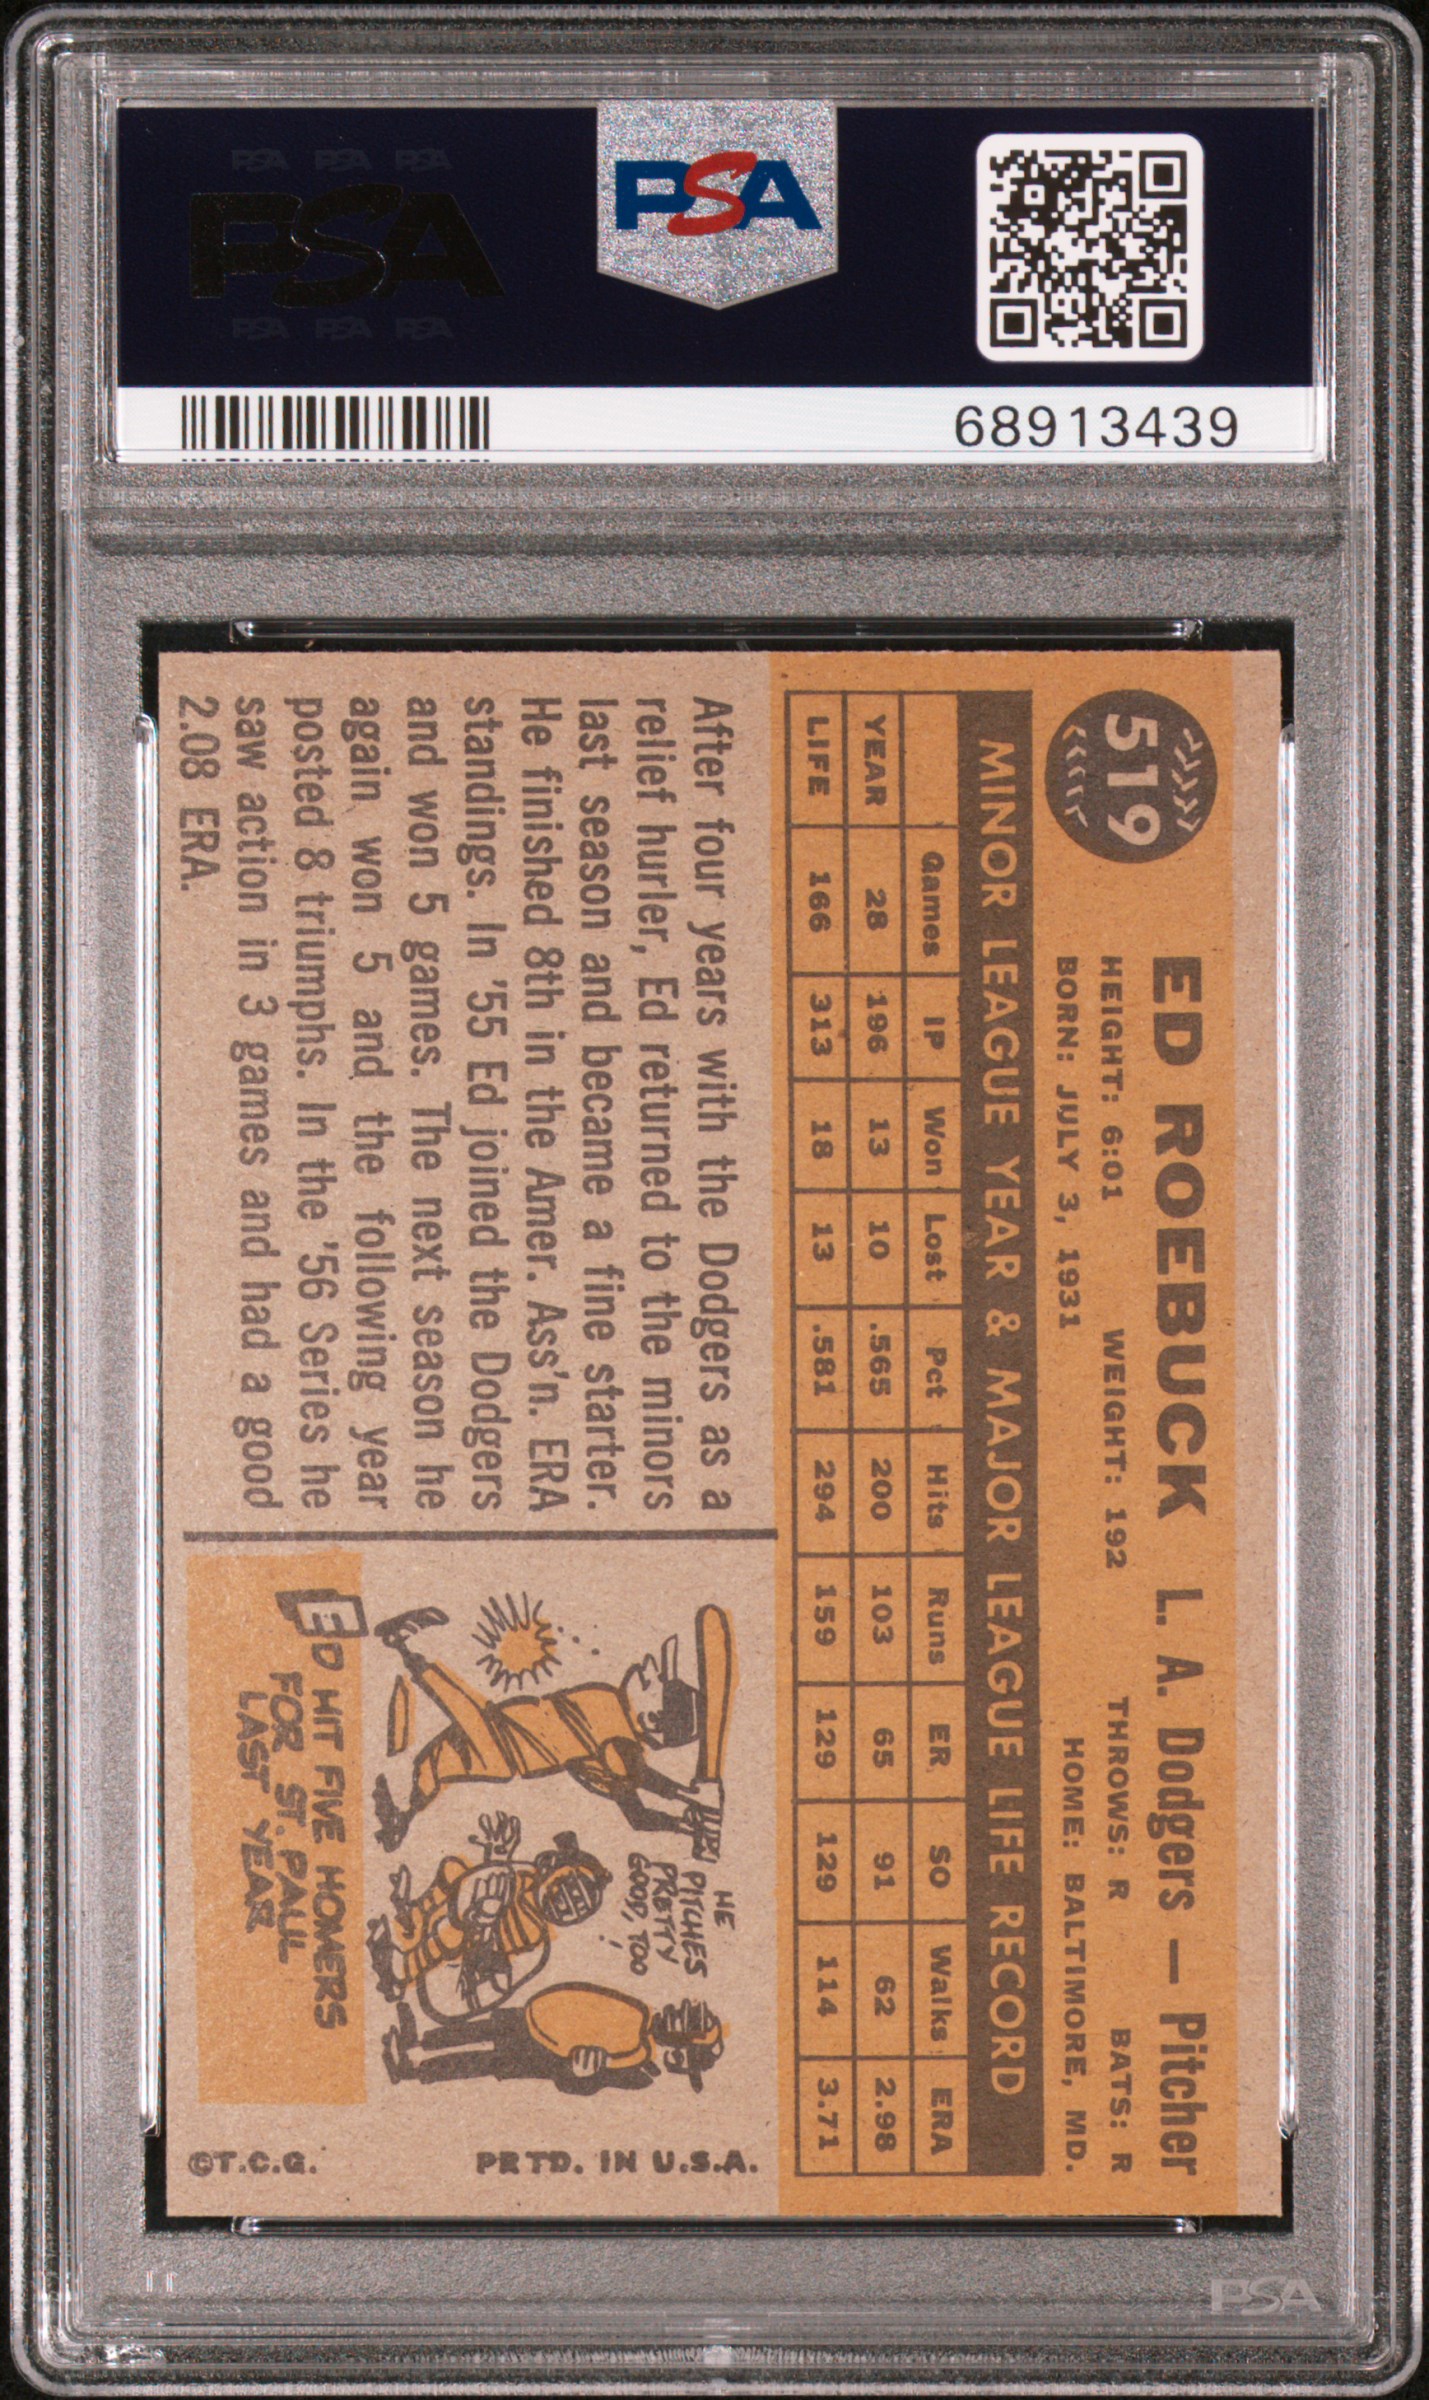 PSA PSA PSA
PSA
PSA PSA PSA
PSA
68913439
519
ED ROEBUCK L. A. Dodgers — Pitcher
HEIGHT: 6:01 WEIGHT: 192 THROWS: R BATS: R
BORN: JULY 3, 1931 HOME: BALTIMORE, MD.
MINOR LEAGUE YEAR & MAJOR LEAGUE LIFE RECORD
Games IP Won Lost Pct Hits Runs ER SO Walks ERA
YEAR 28 196 13 10 .565 200 103 65 91 62 2.98
LIFE 166 313 18 13 .581 294 159 129 129 114 3.71
After four years with the Dodgers as a
relief hurler, Ed returned to the minors
last season and became a fine starter.
He finished 8th in the Amer. Ass'n. ERA
standings. In '55 Ed joined the Dodgers
and won 5 games. The next season he
again won 5 and the following year
posted 8 triumphs. In the '56 Series he
saw action in 3 games and had a good
2.08 ERA.
HE
PITCHES
PRETTY
GOOD, TOO
!
ED HIT FIVE HOMERS
FOR ST. PAUL
LAST YEAR
©T.C.G. PRTD. IN U.S.A.
PSA